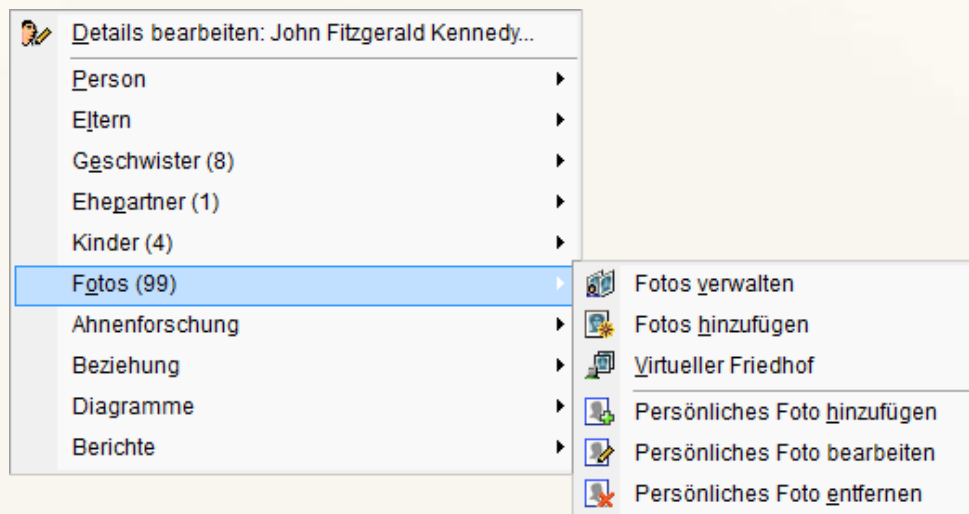 Details bearbeiten: John Fitzgerald Kennedy...
Person
Eltern
Geschwister (8)
Ehepartner (1)
Kinder (4)
Fotos (99)
Ahnenforschung
Beziehung
Diagramme
Berichte
Fotos verwalten
Fotos hinzufügen
Virtueller Friedhof
Persönliches Foto hinzufügen
Persönliches Foto bearbeiten
Persönliches Foto entfernen